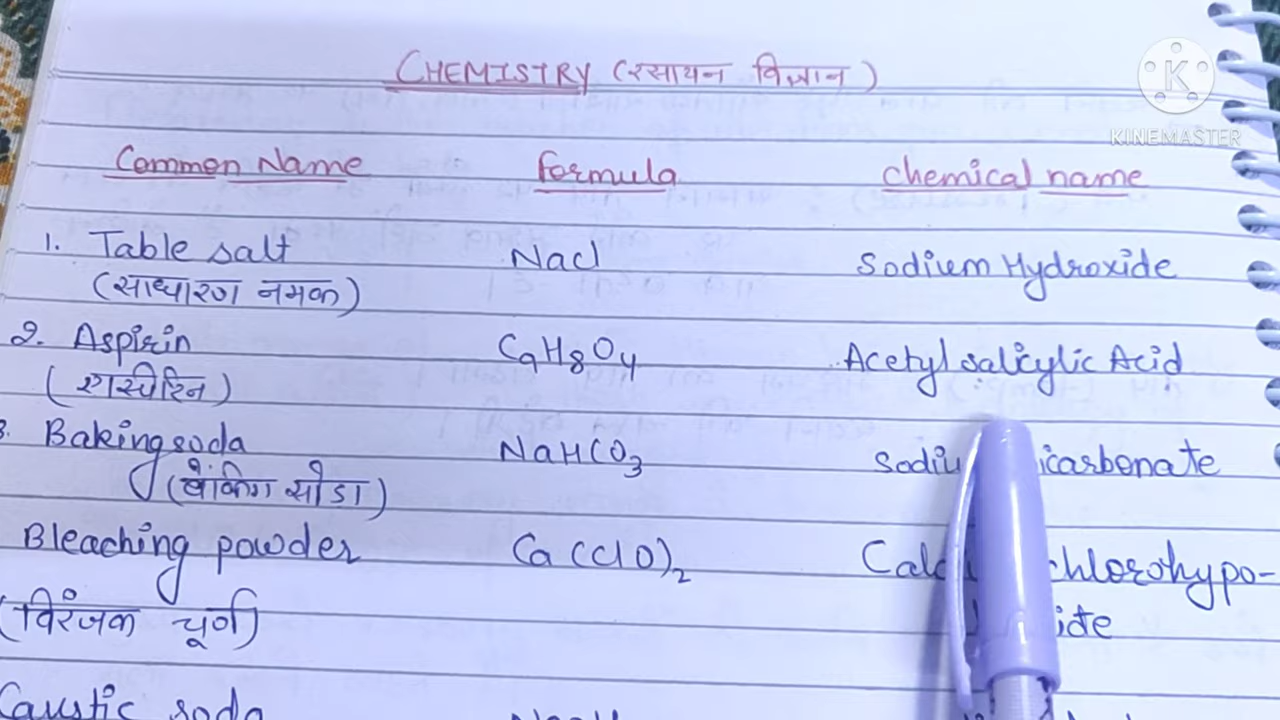 CHEMISTRY (रसायन विज्ञान)
KINEMASTER
Common Name Formula Chemical name
1. Table salt NaCl Sodium Hydroxide
(साधारण नमक)
2. Aspirin C9H8O4 Acetyl salicylic Acid
(एस्पीरिन)
3. Baking soda NaHCO3
(बेंकिंग सोडा)
Bleaching powder Ca(ClO)2
(विरंजक चूर्ण)
Caustic soda